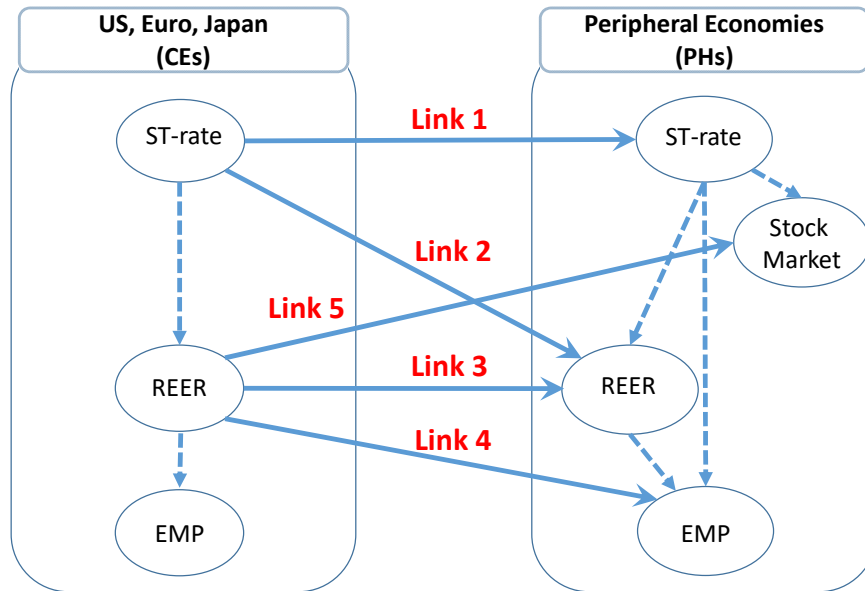 US, Euro, Japan
(CEs)
Peripheral Economies
(PHs)
ST-rate
Link 1
ST-rate
Stock
Market
Link 2
Link 5
REER
Link 3
REER
Link 4
EMP
EMP